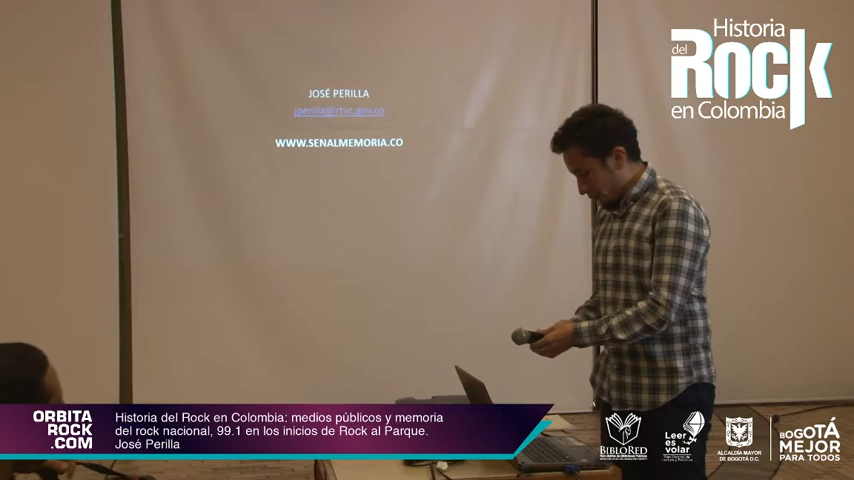 Historia
del
Rock
en Colombia
JOSÉ PERILLA
jperilla@rtvc.gov.co
WWW.SENALMEMORIA.CO
ORBITA
ROCK
.COM
Historia del Rock en Colombia: medios públicos y memoria
del rock nacional, 99.1 en los inicios de Rock al Parque.
José Perilla
BIBLORED
Leer
es
volar
ALCALDÍA MAYOR
DE BOGOTÁ D.C.
BOGOTÁ
MEJOR
PARA TODOS